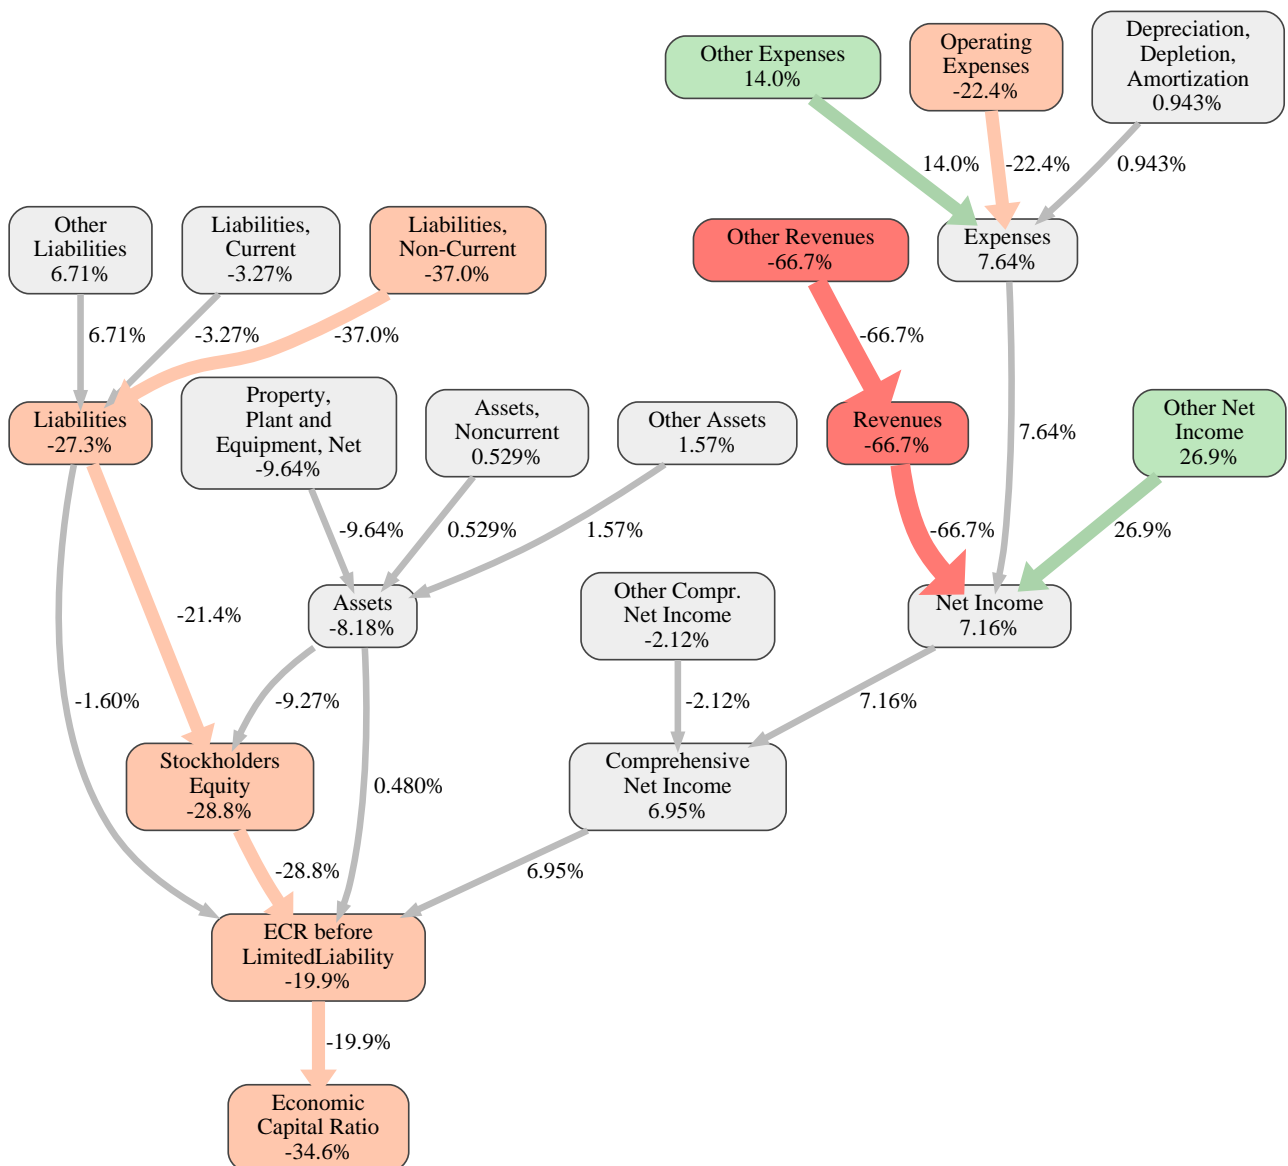 Depreciation,
Depletion,
Amortization
0.943%
Other Expenses
14.0%
Operating
Expenses
-22.4%
14.0%
-22.4%
0.943%
Other
Liabilities
6.71%
Liabilities,
Current
-3.27%
Liabilities,
Non-Current
-37.0%
Other Revenues
-66.7%
Expenses
7.64%
6.71%
-3.27%
-37.0%
-66.7%
Liabilities
-27.3%
Property,
Plant and
Equipment, Net
-9.64%
Assets,
Noncurrent
0.529%
Other Assets
1.57%
Revenues
-66.7%
7.64%
Other Net
Income
26.9%
-9.64%
0.529%
1.57%
-66.7%
26.9%
-21.4%
Assets
-8.18%
Other Compr.
Net Income
-2.12%
Net Income
7.16%
-1.60%
-9.27%
-2.12%
7.16%
Stockholders
Equity
-28.8%
0.480%
Comprehensive
Net Income
6.95%
-28.8%
6.95%
ECR before
LimitedLiability
-19.9%
-19.9%
Economic
Capital Ratio
-34.6%